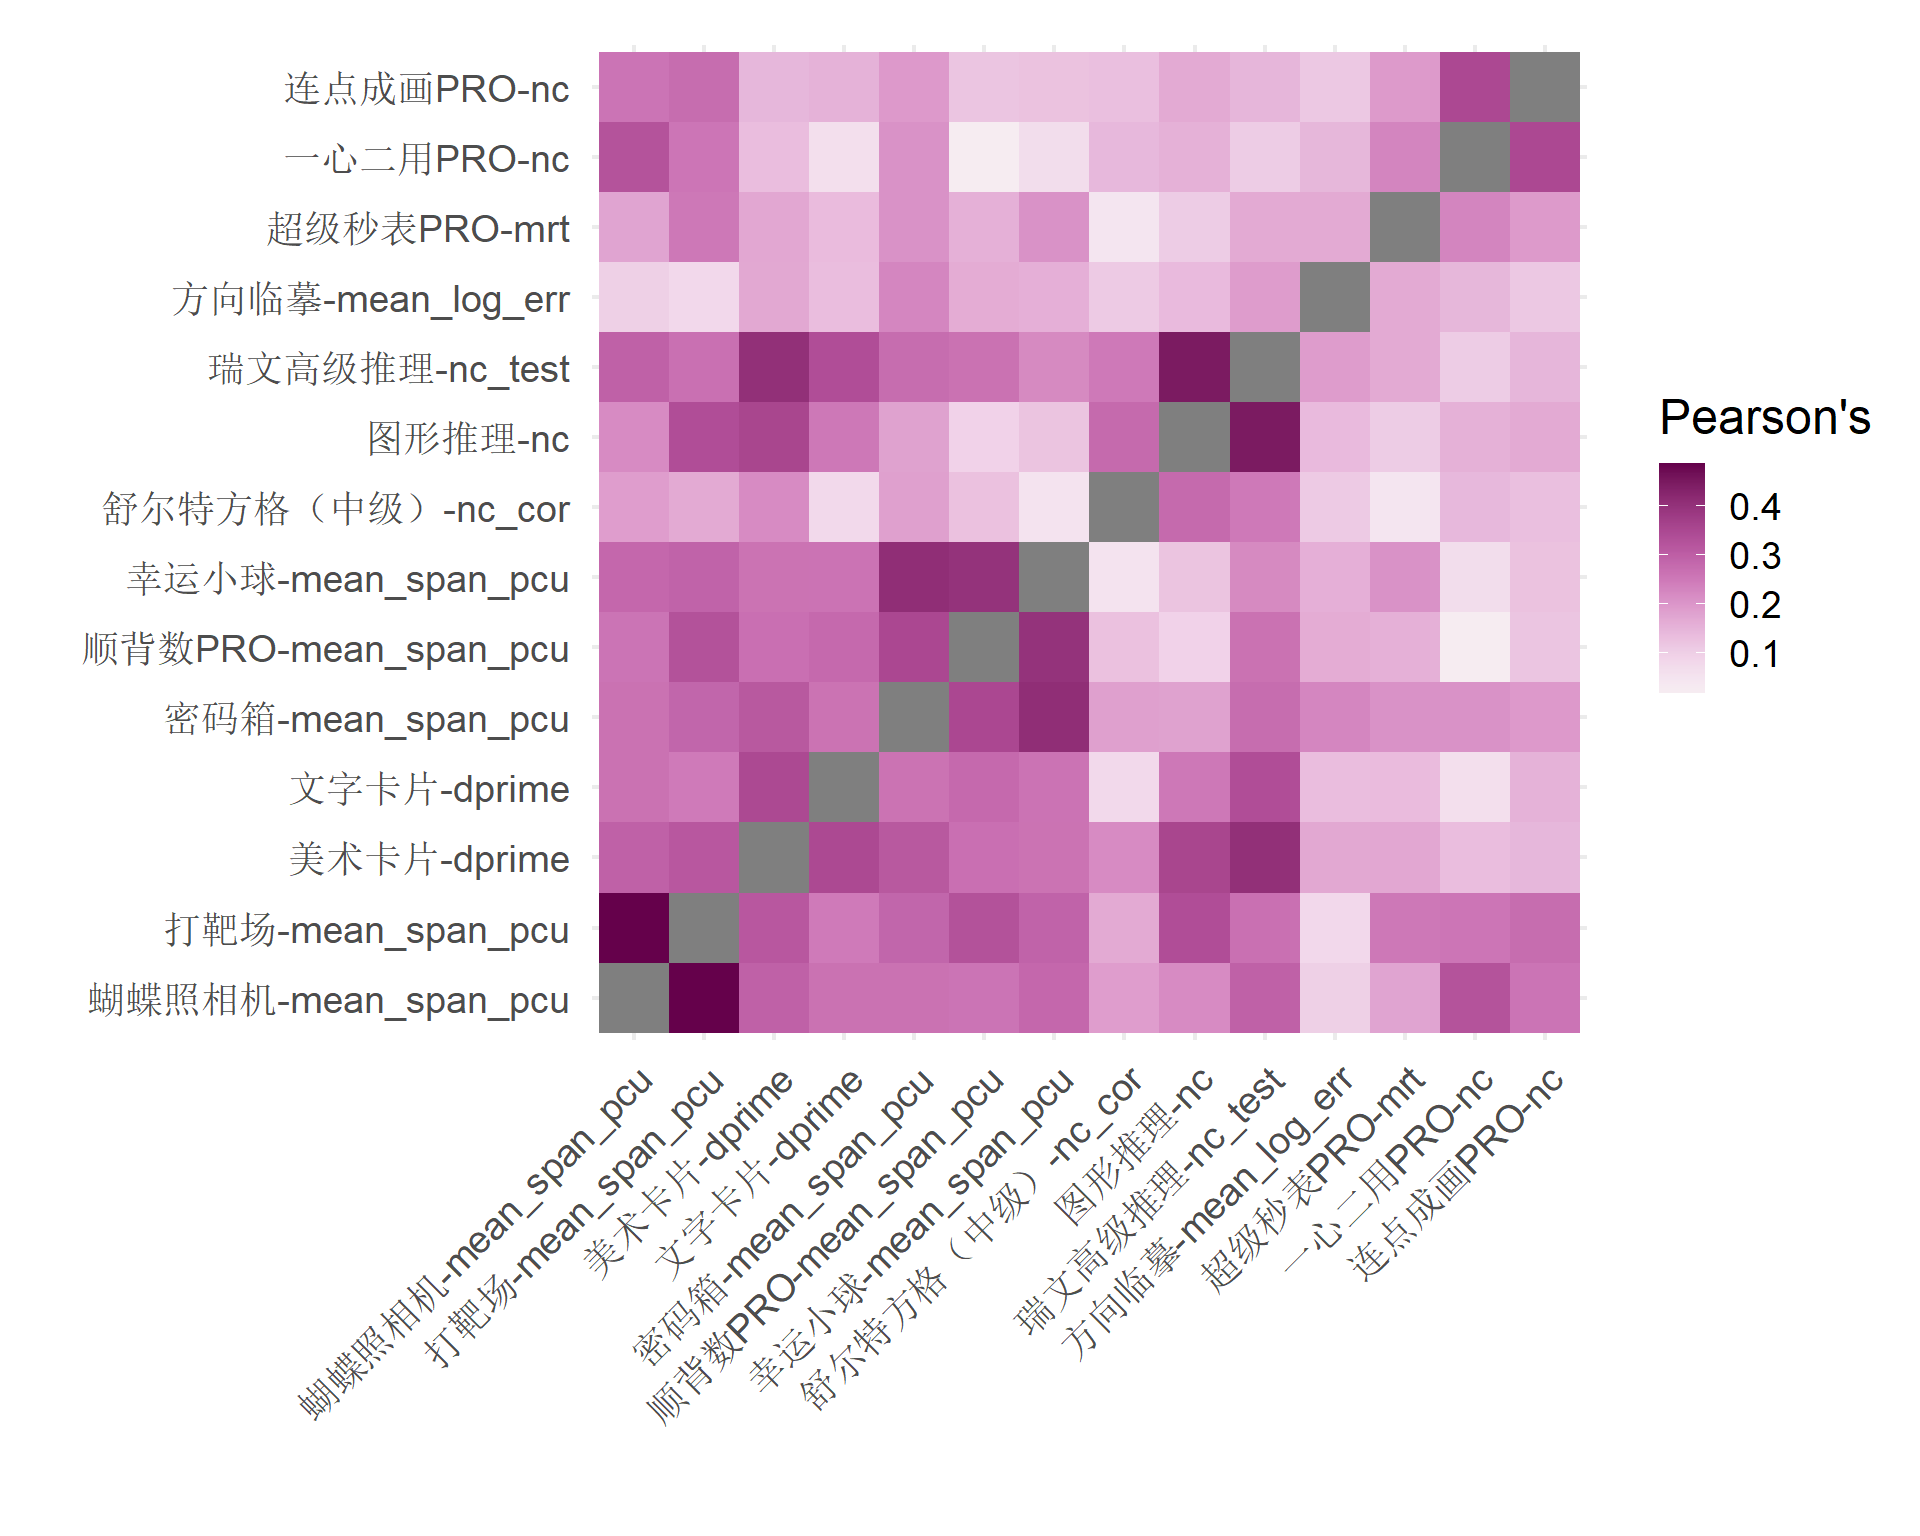 连点成画PRO-nc
一心二用PRO-nc
超级秒表PRO-mrt
方向临摹-mean_log_err
瑞文高级推理-nc_test
图形推理-nc
舒尔特方格（中级）-nc_cor
幸运小球-mean_span_pcu
顺背数PRO-mean_span_pcu
密码箱-mean_span_pcu
文字卡片-dprime
美术卡片-dprime
打靶场-mean_span_pcu
蝴蝶照相机-mean_span_pcu
蝴蝶照相机-mean_span_pcu
打靶场-mean_span_pcu
美术卡片-dprime
文字卡片-dprime
密码箱-mean_span_pcu
顺背数PRO-mean_span_pcu
幸运小球-mean_span_pcu
舒尔特方格（中级）-nc_cor
图形推理-nc
瑞文高级推理-nc_test
方向临摹-mean_log_err
超级秒表PRO-mrt
一心二用PRO-nc
连点成画PRO-nc
Pearson's
0.4
0.3
0.2
0.1